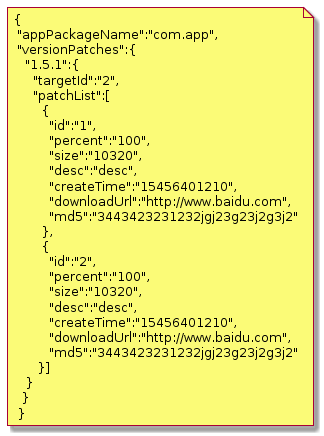 {
"appPackageName":"com.app",
"versionPatches":{
"1.5.1":{
"targetId":"2",
"patchList":[
{
"id":"1",
"percent":"100",
"size":"10320",
"desc":"desc",
"createTime":"15456401210",
"downloadUrl":"http://www.baidu.com",
"md5":"3443423231232jgj23g23j2g3j2"
},
{
"id":"2",
"percent":"100",
"size":"10320",
"desc":"desc",
"createTime":"15456401210",
"downloadUrl":"http://www.baidu.com",
"md5":"3443423231232jgj23g23j2g3j2"
}]
}
}
}